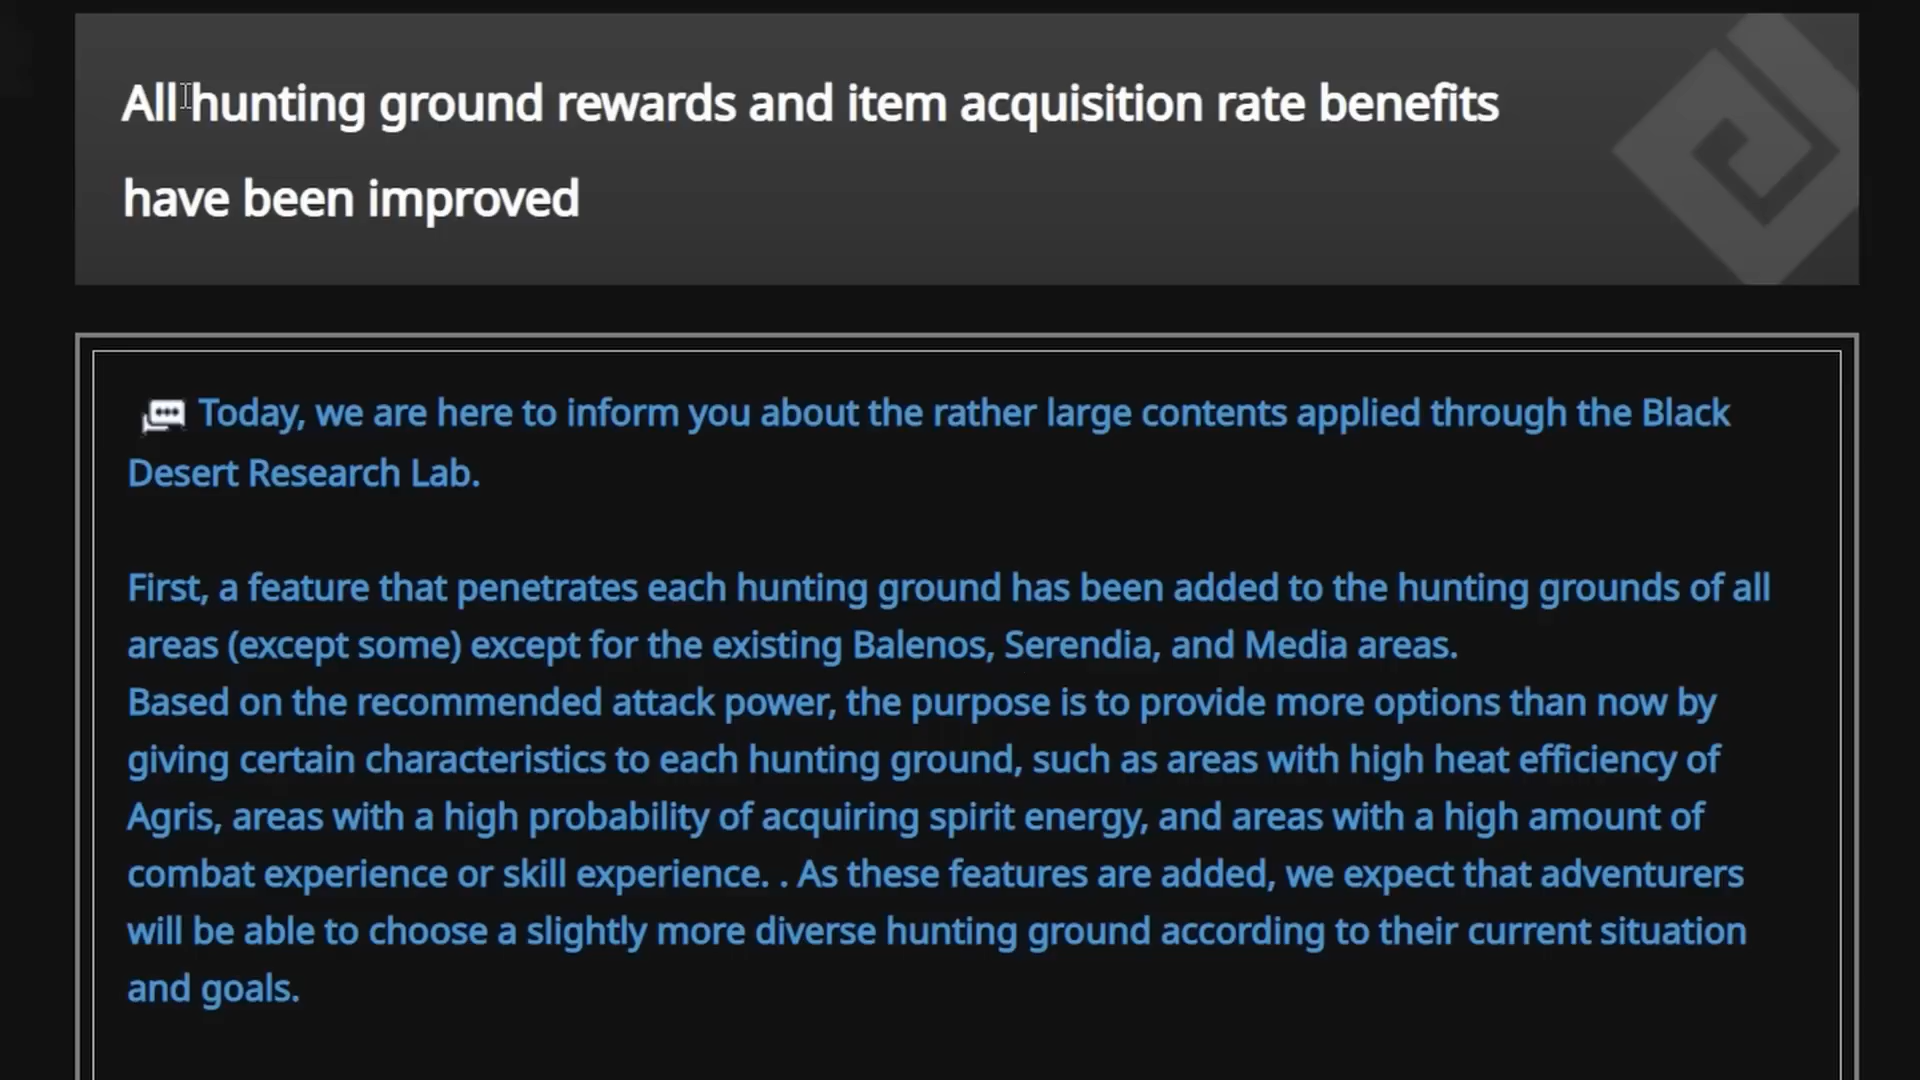 All hunting ground rewards and item acquisition rate benefits
have been improved
Today, we are here to inform you about the rather large contents applied through the Black
Desert Research Lab.
First, a feature that penetrates each hunting ground has been added to the hunting grounds of all
areas (except some) except for the existing Balenos, Serendia, and Media areas.
Based on the recommended attack power, the purpose is to provide more options than now by
giving certain characteristics to each hunting ground, such as areas with high heat efficiency of
Agris, areas with a high probability of acquiring spirit energy, and areas with a high amount of
combat experience or skill experience. . As these features are added, we expect that adventurers
will be able to choose a slightly more diverse hunting ground according to their current situation
and goals.